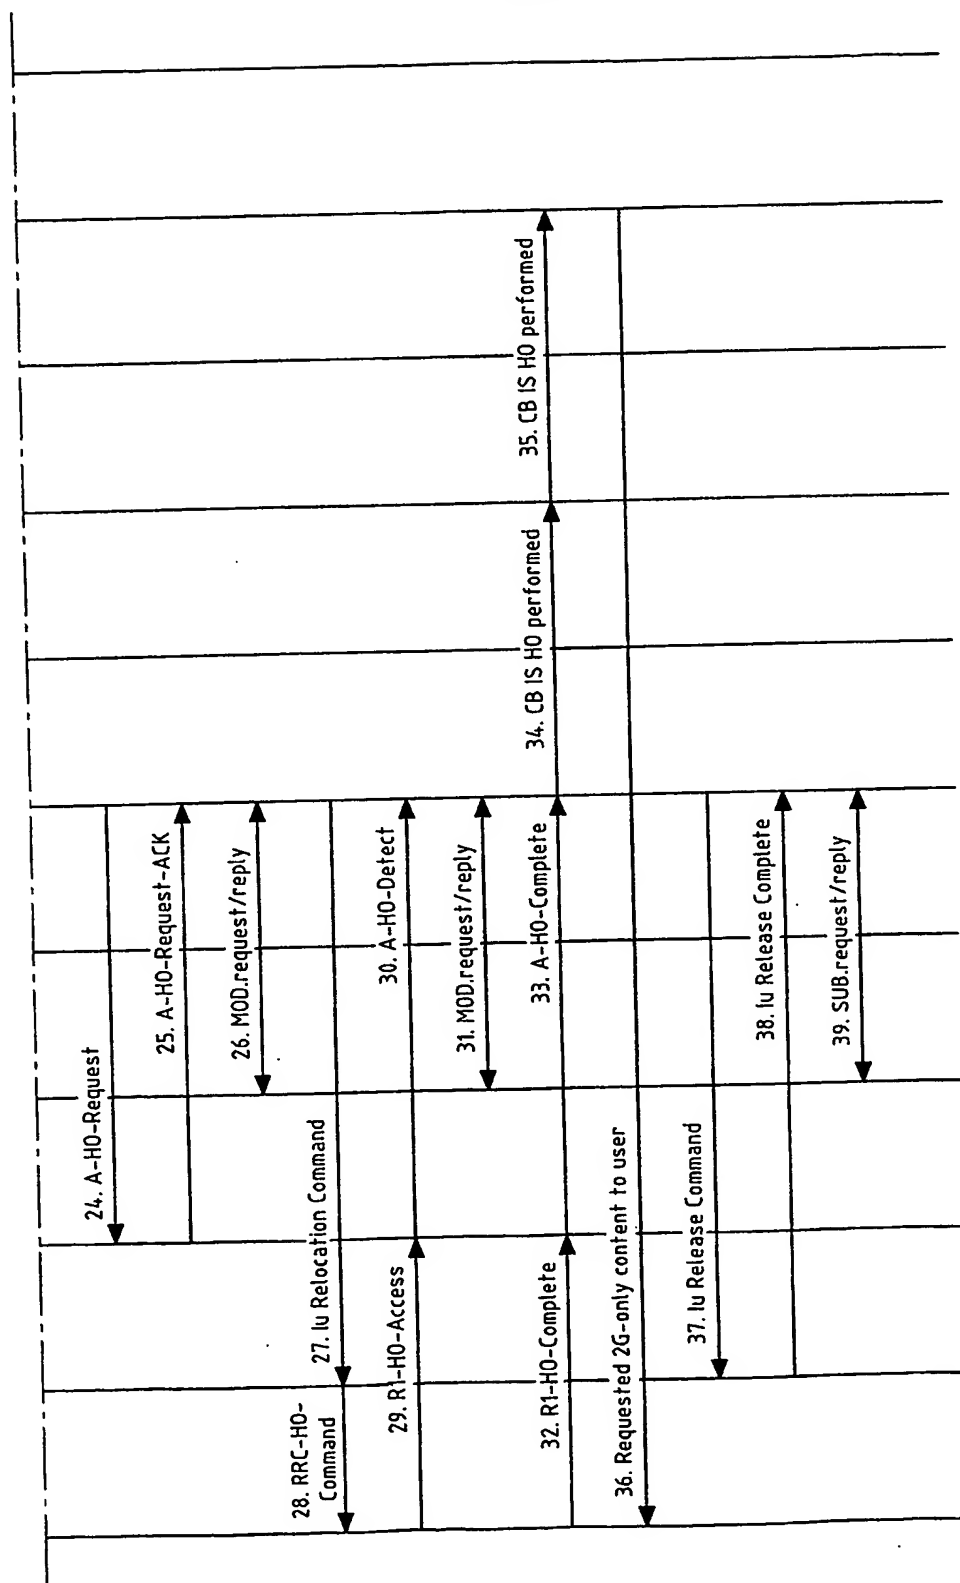 24. A-HO-Request
25. A-HO-Request-ACK
26. MOD.request/reply
27. Iu Relocation Command
28. RRC-HO-
Command
29. R1-HO-Access
30. A-HO-Detect
31. MOD.request/reply
32. R1-HO-Complete
33. A-HO-Complete
34. CB IS HO performed
35. CB IS HO performed
36. Requested 2G-only content to user
37. Iu Release Command
38. Iu Release Complete
39. SUB.request/reply